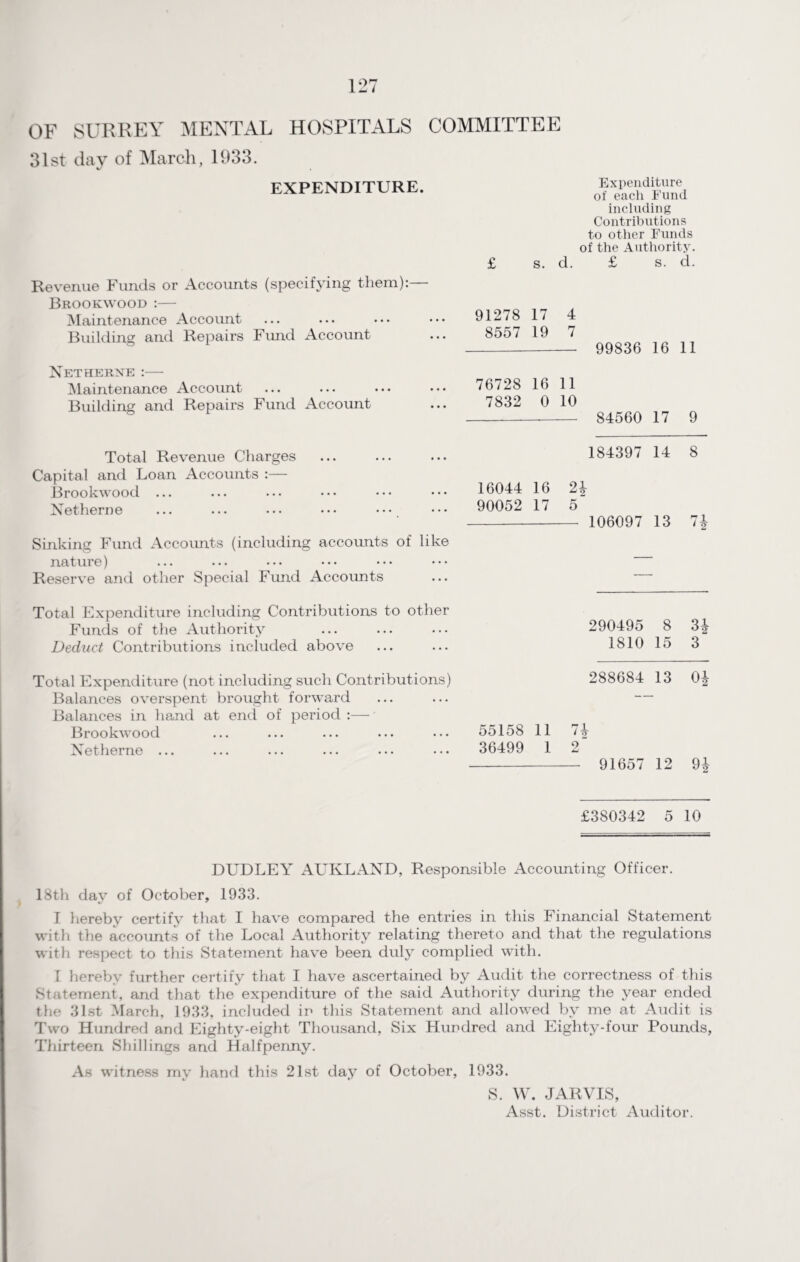 127
OF SURREY MENTAL HOSPITALS COMMITTEE
31st day of March, 1933.
EXPENDITURE.
Expenditure
of each Fund
including
Contributions
to other Funds
of the Authority.
£ s. d. £ s. d.
Revenue Funds or Accounts (specifying them):—
Brookwood :—
Maintenance Account ... ... ... ... 91278 17 4
Building and Repairs Fund Account ... 8557 19 7
99836 16 11
Netherne :—
Maintenance Account ... ... ... ... 76728 16 11
Building and Repairs Fund Account ... 7832 0 10
84560 17 9
Total Revenue Charges ... ... ... 184397 14 8
Capital and Loan Accounts :—
Brookwood ... ... ... ... ... ... 16044 16 2½
Netherne ... ... ... ... ... ... 90052 17 5
106097 13 7½
Sinking Fund Accounts (including accounts of like
nature) ... ... ... ... ... ... —
Reserve and other Special Fund Accounts ... —
Total Expenditure including Contributions to other
Funds of the Authority ... ... ... 290495 8 3½
Deduct Contributions included above ... ... 1810 15 3
Total Expenditure (not including such Contributions) 288684 13 0½
Balances overspent brought forward ... ... — —
Balances in hand at end of period :—
Brookwood ... ... ... ... ... 55158 11 7½
Netherne ... ... ... ... ... ... 36499 1 2
91657 12 9½
£380342 5 10
DUDLEY AUKLAND, Responsible Accounting Officer.
18th day of October, 1933.
I hereby certify that I have compared the entries in this Financial Statement
with the accounts of the Local Authority relating thereto and that the regulations
with respect to this Statement have been duly complied with.
I hereby further certify that I have ascertained by Audit the correctness of this
Statement, and that the expenditure of the said Authority during the year ended
the 31st March, 1933, included in this Statement and allowed by me at Audit is
Two Hundred and Eighty-eight Thousand, Six Hundred and Eighty-four Pounds,
Thirteen Shillings and Halfpenny.
As witness my hand this 21st day of October, 1933.
S. W. JARVIS,
Asst. District Auditor.